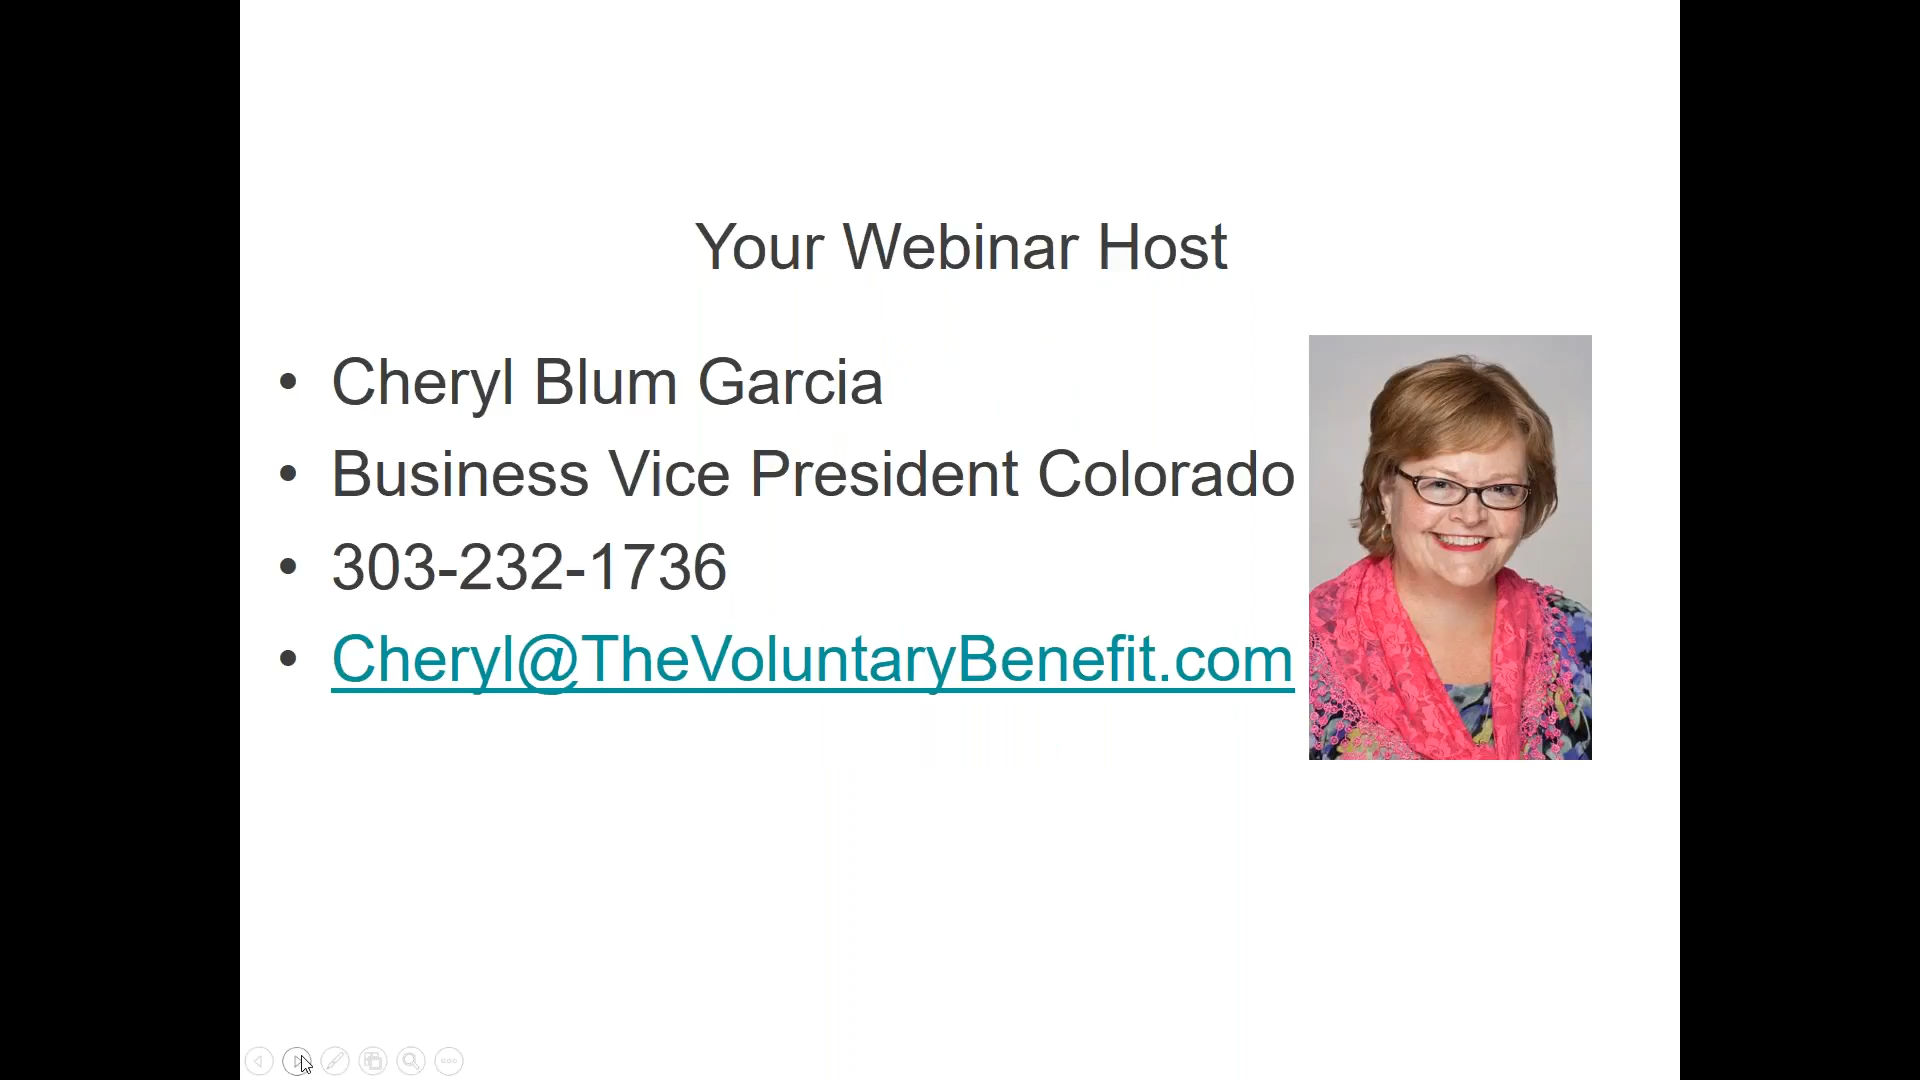 Your Webinar Host
• Cheryl Blum Garcia
• Business Vice President Colorado
• 303-232-1736
• Cheryl@TheVoluntaryBenefit.com